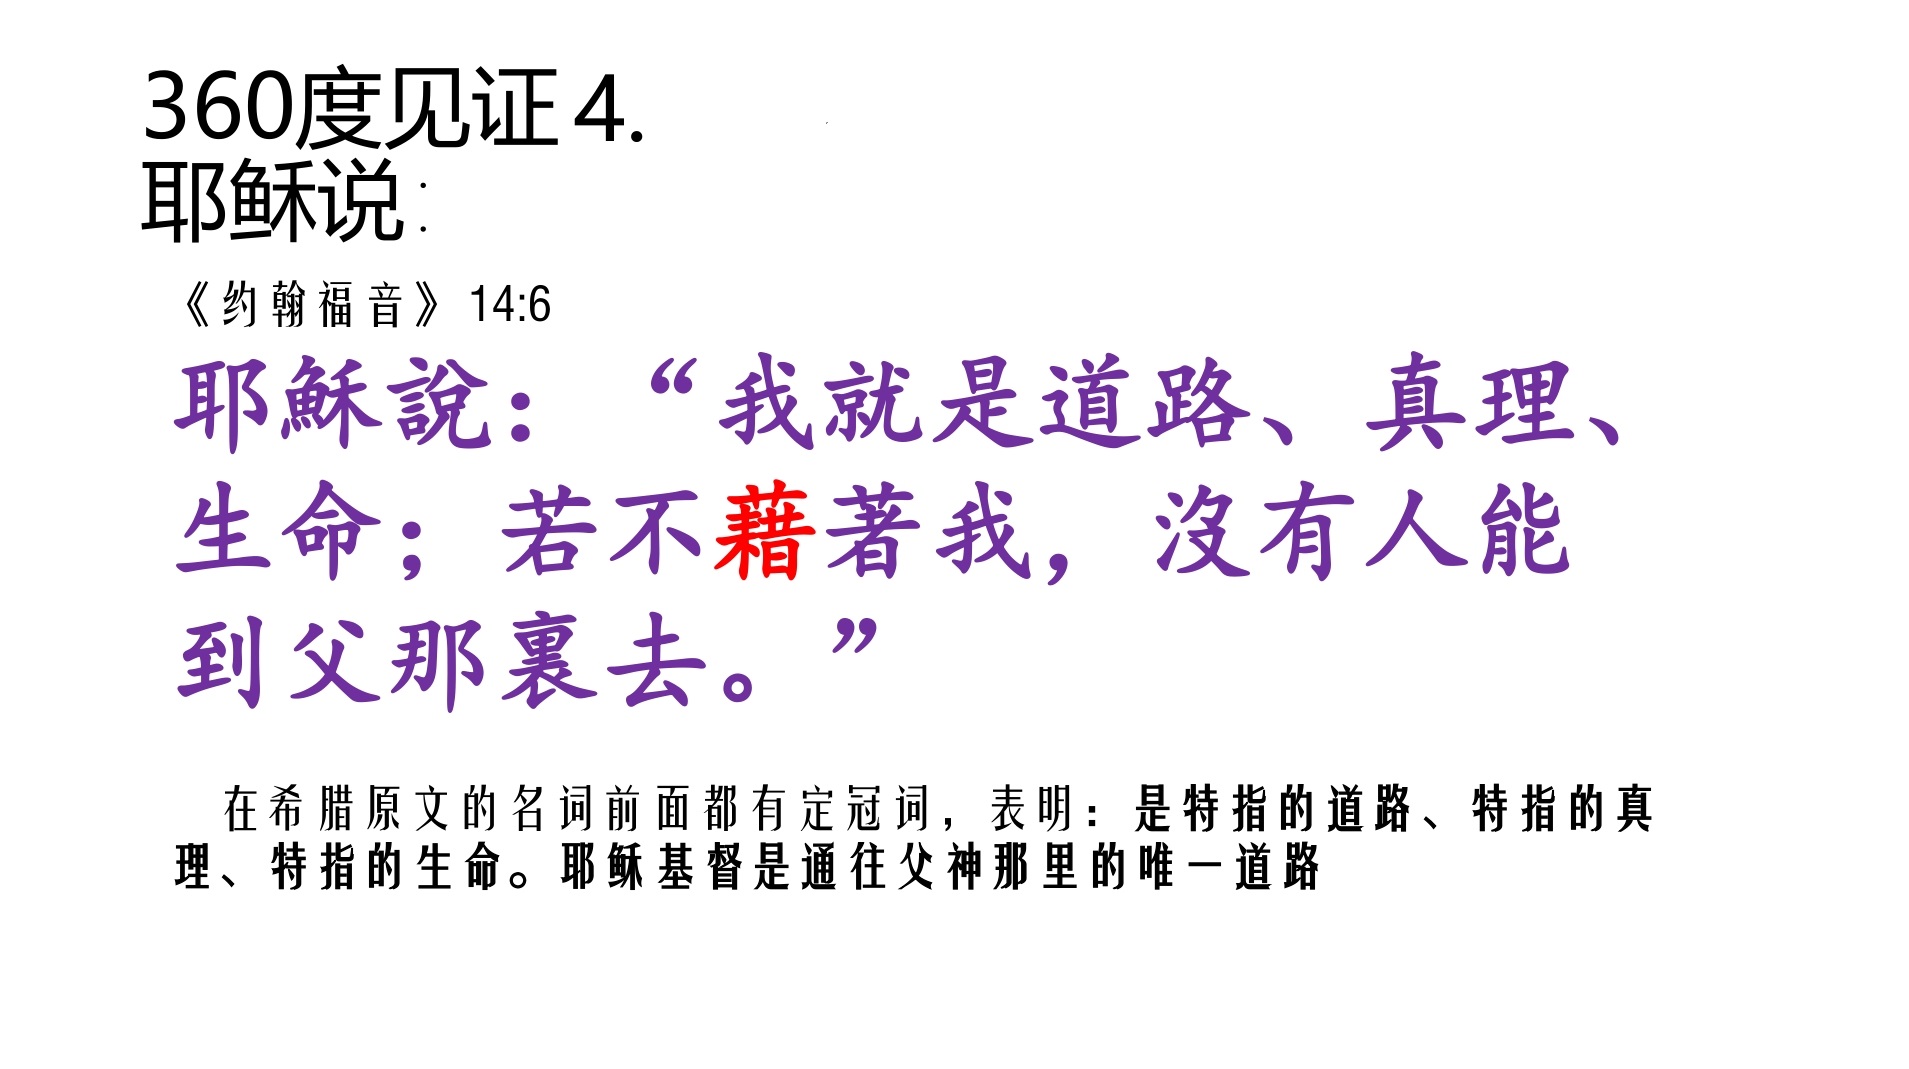 360度见证 4.
耶稣说：
《约翰福音》14:6
耶穌說：“我就是道路、真理、
生命；若不藉著我，沒有人能
到父那裏去。”
在希腊原文的名词前面都有定冠词，表明：是特指的道路、特指的真
理、特指的生命。耶稣基督是通往父神那里的唯一道路